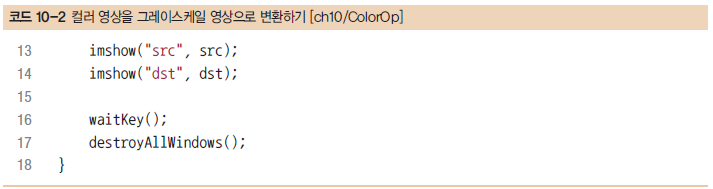 코드 10-2 컬러 영상을 그레이스케일 영상으로 변환하기 [ch10/ColorOp]
13 imshow("src", src);
14 imshow("dst", dst);
15
16 waitKey();
17 destroyAllWindows();
18 }